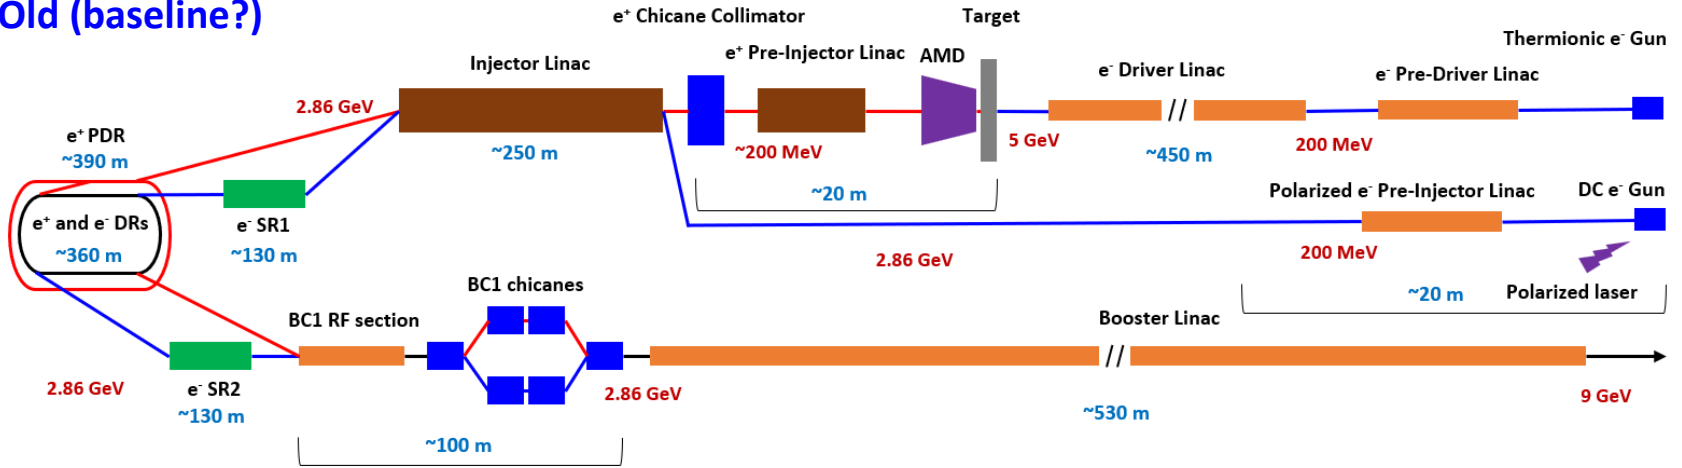 Old (baseline?)
e⁺ Chicane Collimator
Target
Thermionic e⁻ Gun
e⁺ Pre-Injector Linac
AMD
Injector Linac
e⁻ Driver Linac
e⁻ Pre-Driver Linac
2.86 GeV
e⁺ PDR
~390 m
~250 m
~200 MeV
5 GeV
~450 m
200 MeV
~20 m
Polarized e⁻ Pre-Injector Linac
DC e⁻ Gun
e⁺ and e⁻ DRs
~360 m
e⁻ SR1
~130 m
2.86 GeV
200 MeV
~20 m
Polarized laser
BC1 chicanes
BC1 RF section
Booster Linac
//
//
2.86 GeV
e⁻ SR2
~130 m
2.86 GeV
~530 m
9 GeV
~100 m